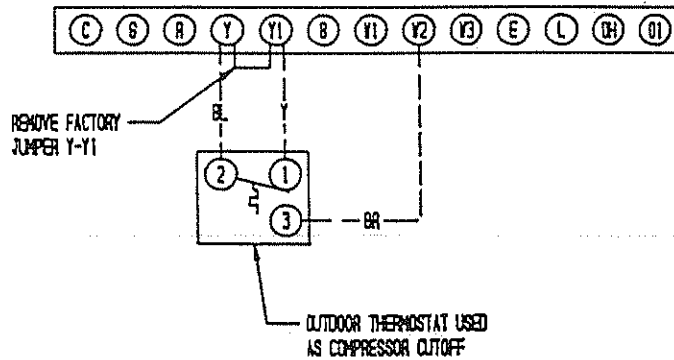 C G R Y Y1 B W1 W2 W3 E L DH O1
REMOVE FACTORY
JUMPER Y-Y1
BL Y
2 1
3 BR
OUTDOOR THERMOSTAT USED
AS COMPRESSOR CUTOFF